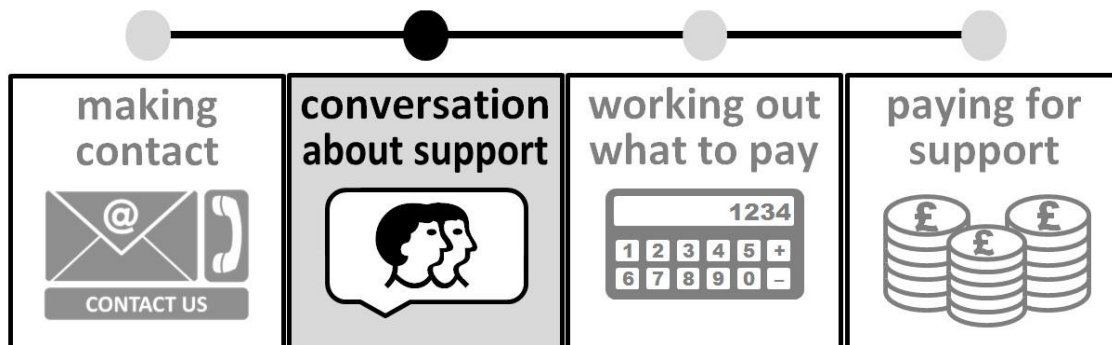 making
contact
@
CONTACT US
conversation
about support
working out
what to pay
1234
1 2 3 4 5 +
6 7 8 9 0 –
paying for
support
£ £ £